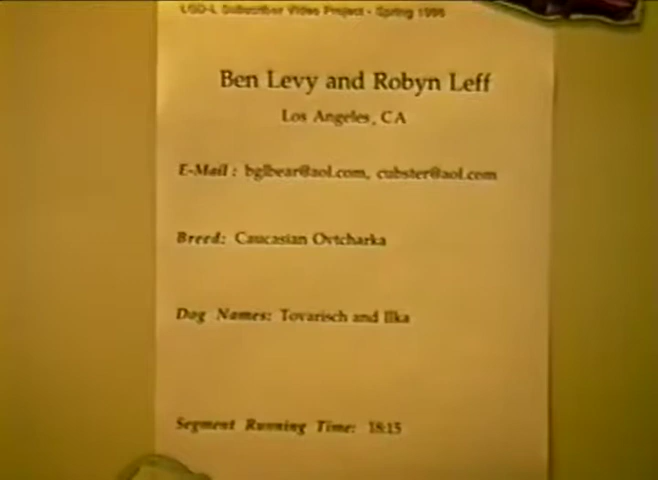 LGD-L Subscriber Video Project - Spring 1996
Ben Levy and Robyn Leff
Los Angeles, CA
E-Mail : bglbear@aol.com, cubster@aol.com
Breed: Caucasian Ovtcharka
Dog Names: Tovarisch and Ilka
Segment Running Time: 18:15